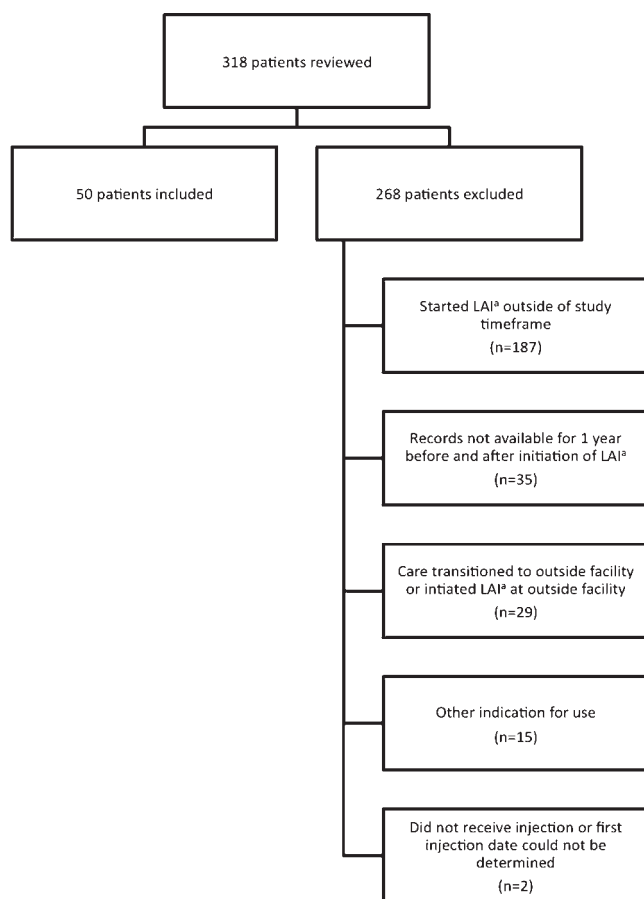 318 patients reviewed
50 patients included
268 patients excluded
Started LAIª outside of study
timeframe
(n=187)
Records not available for 1 year
before and after initiation of LAIª
(n=35)
Care transitioned to outside facility
or intiated LAIª at outside facility
(n=29)
Other indication for use
(n=15)
Did not receive injection or first
injection date could not be
determined
(n=2)